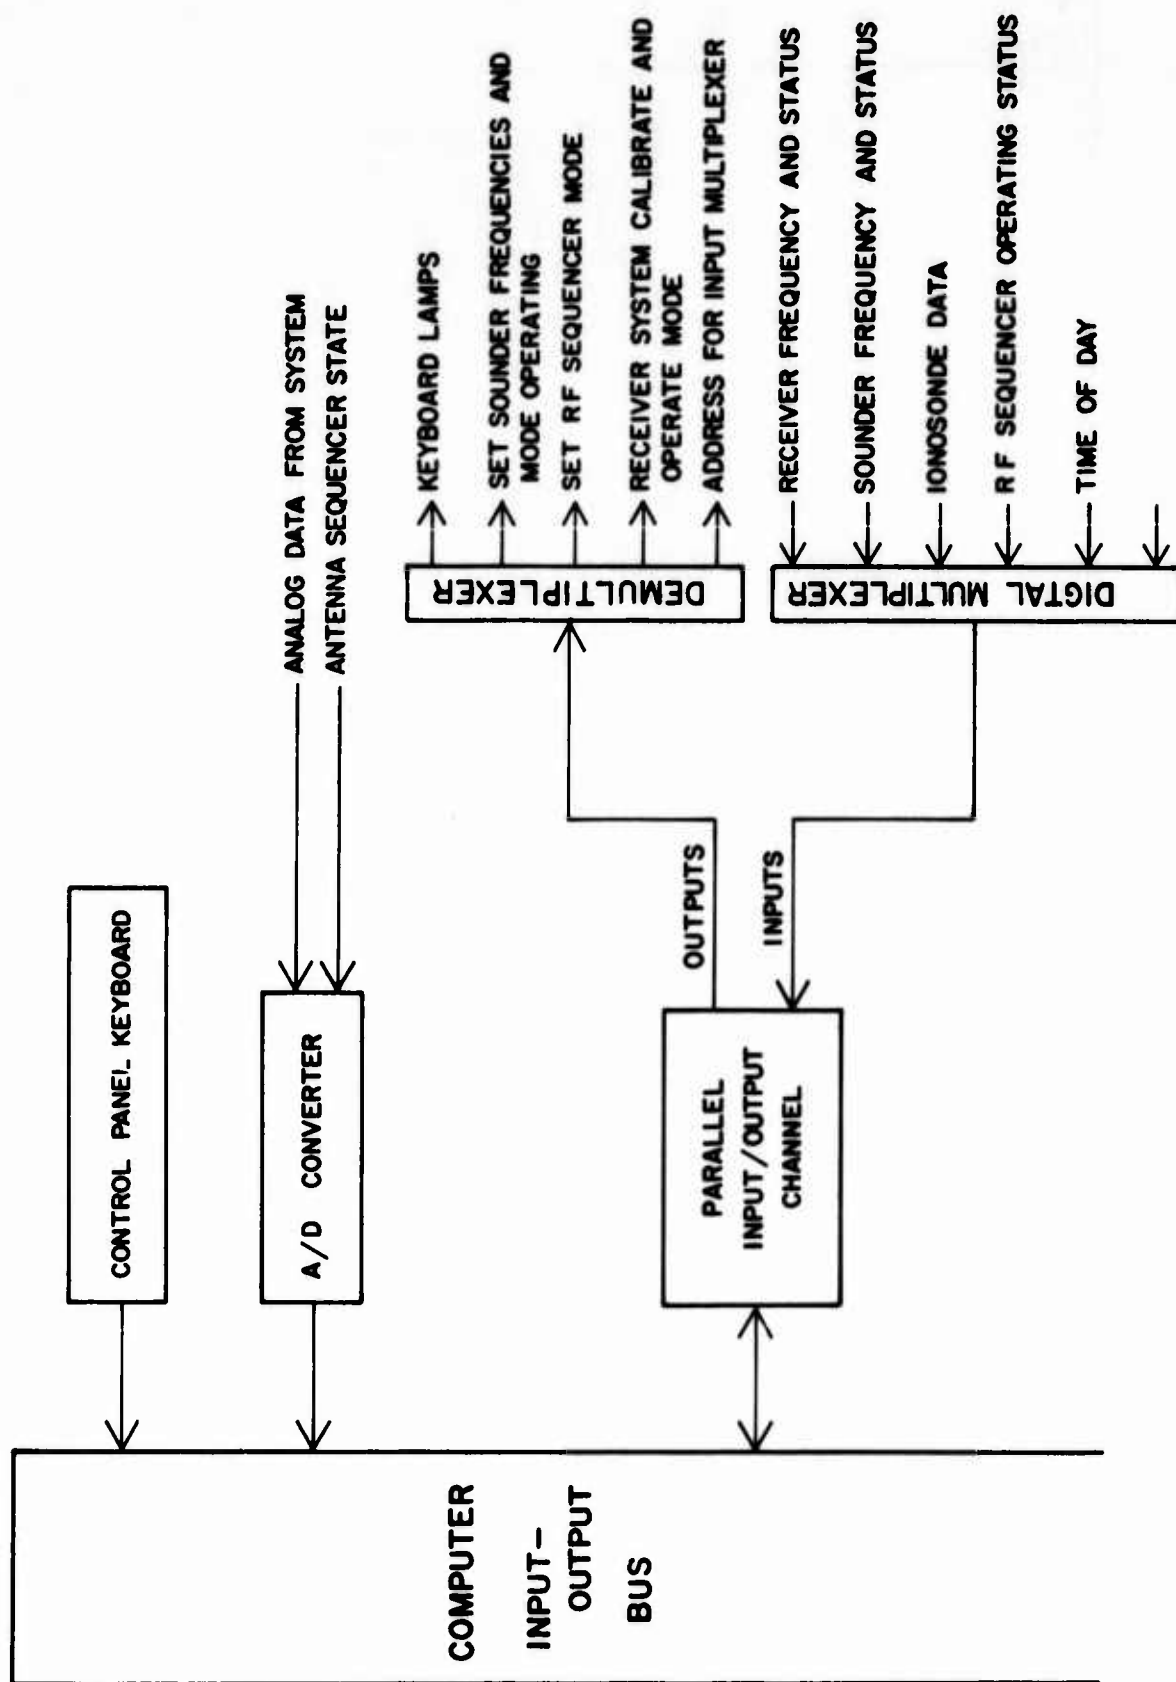 COMPUTER
INPUT-
OUTPUT
BUS
CONTROL PANEL KEYBOARD
A/D CONVERTER
ANALOG DATA FROM SYSTEM
ANTENNA SEQUENCER STATE
PARALLEL
INPUT/OUTPUT
CHANNEL
OUTPUTS
INPUTS
DEMULTIPLEXER
KEYBOARD LAMPS
SET SOUNDER FREQUENCIES AND
MODE OPERATING
SET RF SEQUENCER MODE
RECEIVER SYSTEM CALIBRATE AND
OPERATE MODE
ADDRESS FOR INPUT MULTIPLEXER
DIGTAL MULTIPLEXER
RECEIVER FREQUENCY AND STATUS
SOUNDER FREQUENCY AND STATUS
IONOSONDE DATA
RF SEQUENCER OPERATING STATUS
TIME OF DAY